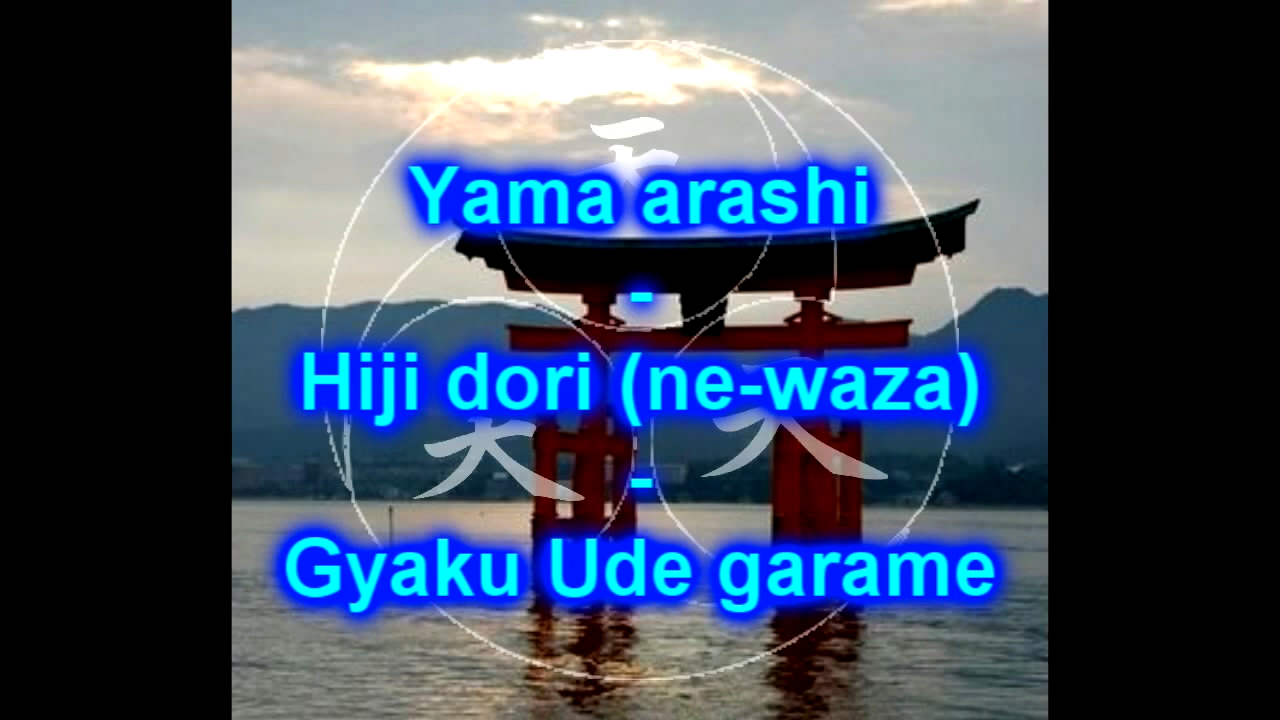 Yama arashi
-
Hiji dori (ne-waza)
-
Gyaku Ude garame